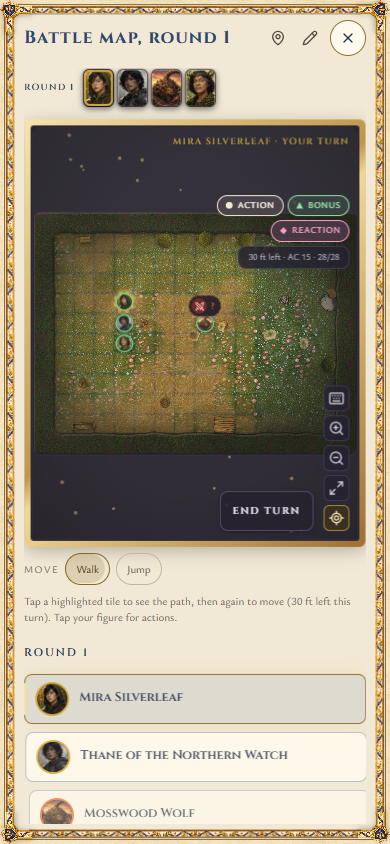 Battle map, round 1
ROUND 1
MIRA SILVERLEAF · YOUR TURN
ACTION
BONUS
REACTION
30 ft left · AC 15 · 28/28
END TURN
MOVE
Walk
Jump
Tap a highlighted tile to see the path, then again to move (30 ft left this
turn). Tap your figure for actions.
ROUND 1
Mira Silverleaf
Thane of the Northern Watch
Mosswood Wolf